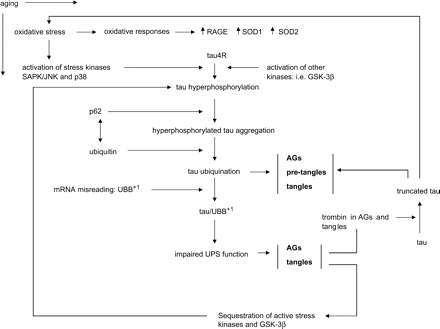 aging
oxidative stress
oxidative responses
RAGE
SOD1
SOD2
tau4R
activation of stress kinases
SAPK/JNK and p38
activation of other
kinases: i.e. GSK-3β
tau hyperphosphorylation
p62
hyperphosphorylated tau aggregation
ubiquitin
tau ubiquination
AGs
pre-tangles
tangles
mRNA misreading: UBB+1
truncated tau
tau/UBB+1
trombin in AGs and
tangles
tau
impaired UPS function
AGs
tangles
Sequestration of active stress
kinases and GSK-3β